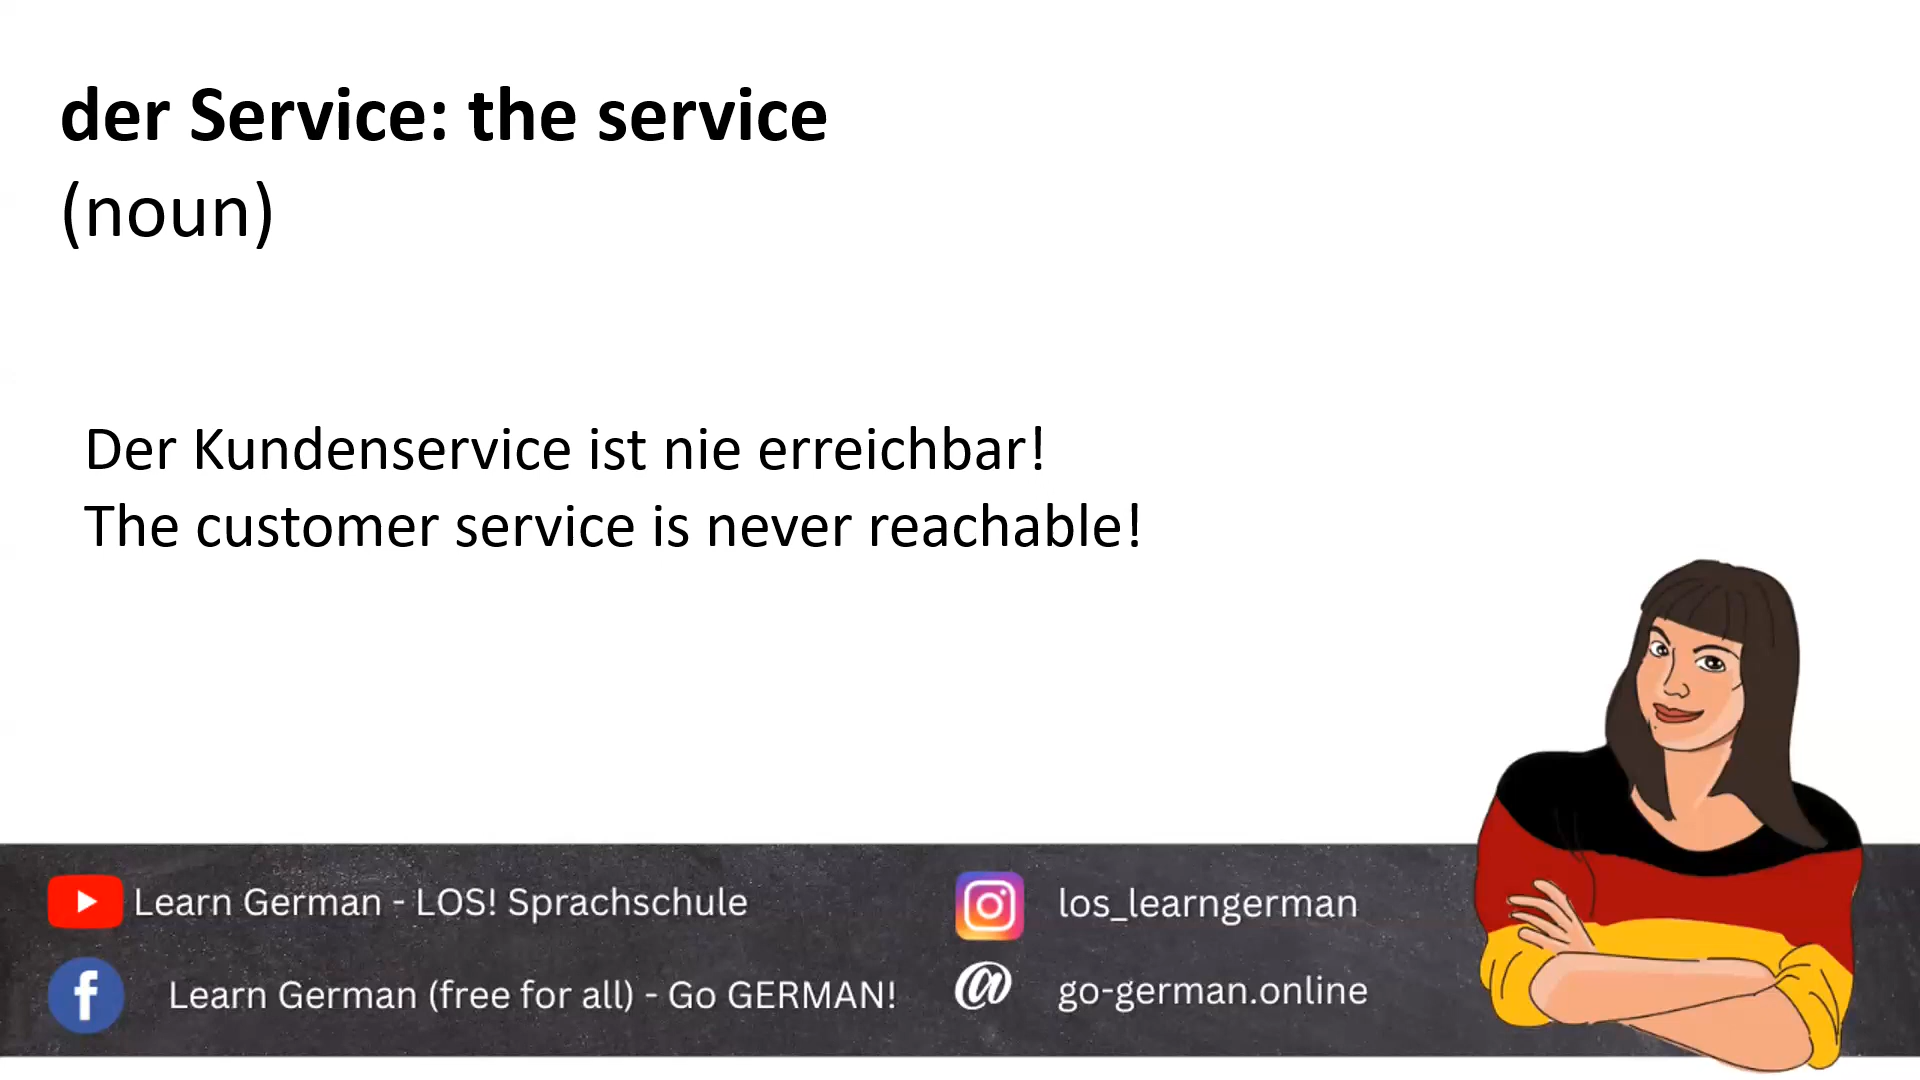 der Service: the service
(noun)
Der Kundenservice ist nie erreichbar!
The customer service is never reachable!
Learn German - LOS! Sprachschule
los_learngerman
Learn German (free for all) - Go GERMAN!
go-german.online